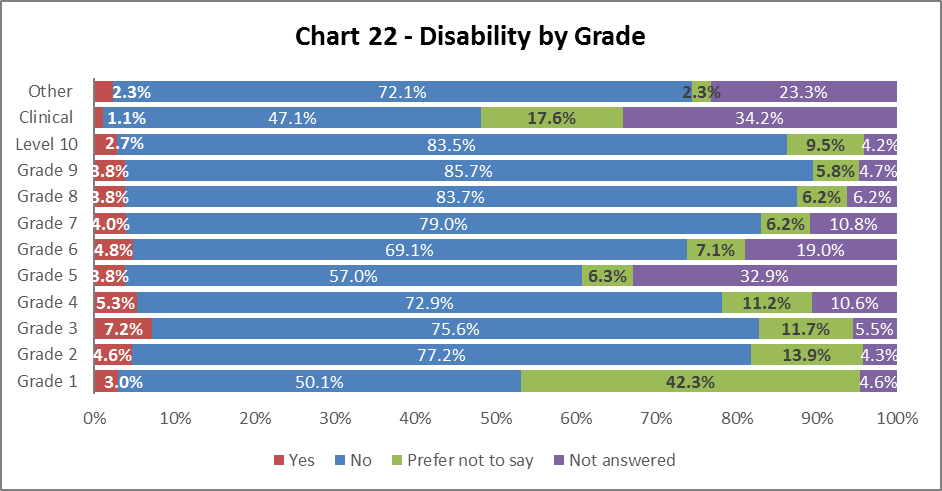 Chart 22 - Disability by Grade
Other 2.3% 72.1% 2.3% 23.3%
Clinical 1.1% 47.1% 17.6% 34.2%
Level 10 2.7% 83.5% 9.5% 4.2%
Grade 9 3.8% 85.7% 5.8% 4.7%
Grade 8 3.8% 83.7% 6.2% 6.2%
Grade 7 4.0% 79.0% 6.2% 10.8%
Grade 6 4.8% 69.1% 7.1% 19.0%
Grade 5 3.8% 57.0% 6.3% 32.9%
Grade 4 5.3% 72.9% 11.2% 10.6%
Grade 3 7.2% 75.6% 11.7% 5.5%
Grade 2 4.6% 77.2% 13.9% 4.3%
Grade 1 3.0% 50.1% 42.3% 4.6%
0% 10% 20% 30% 40% 50% 60% 70% 80% 90% 100%
Yes No Prefer not to say Not answered